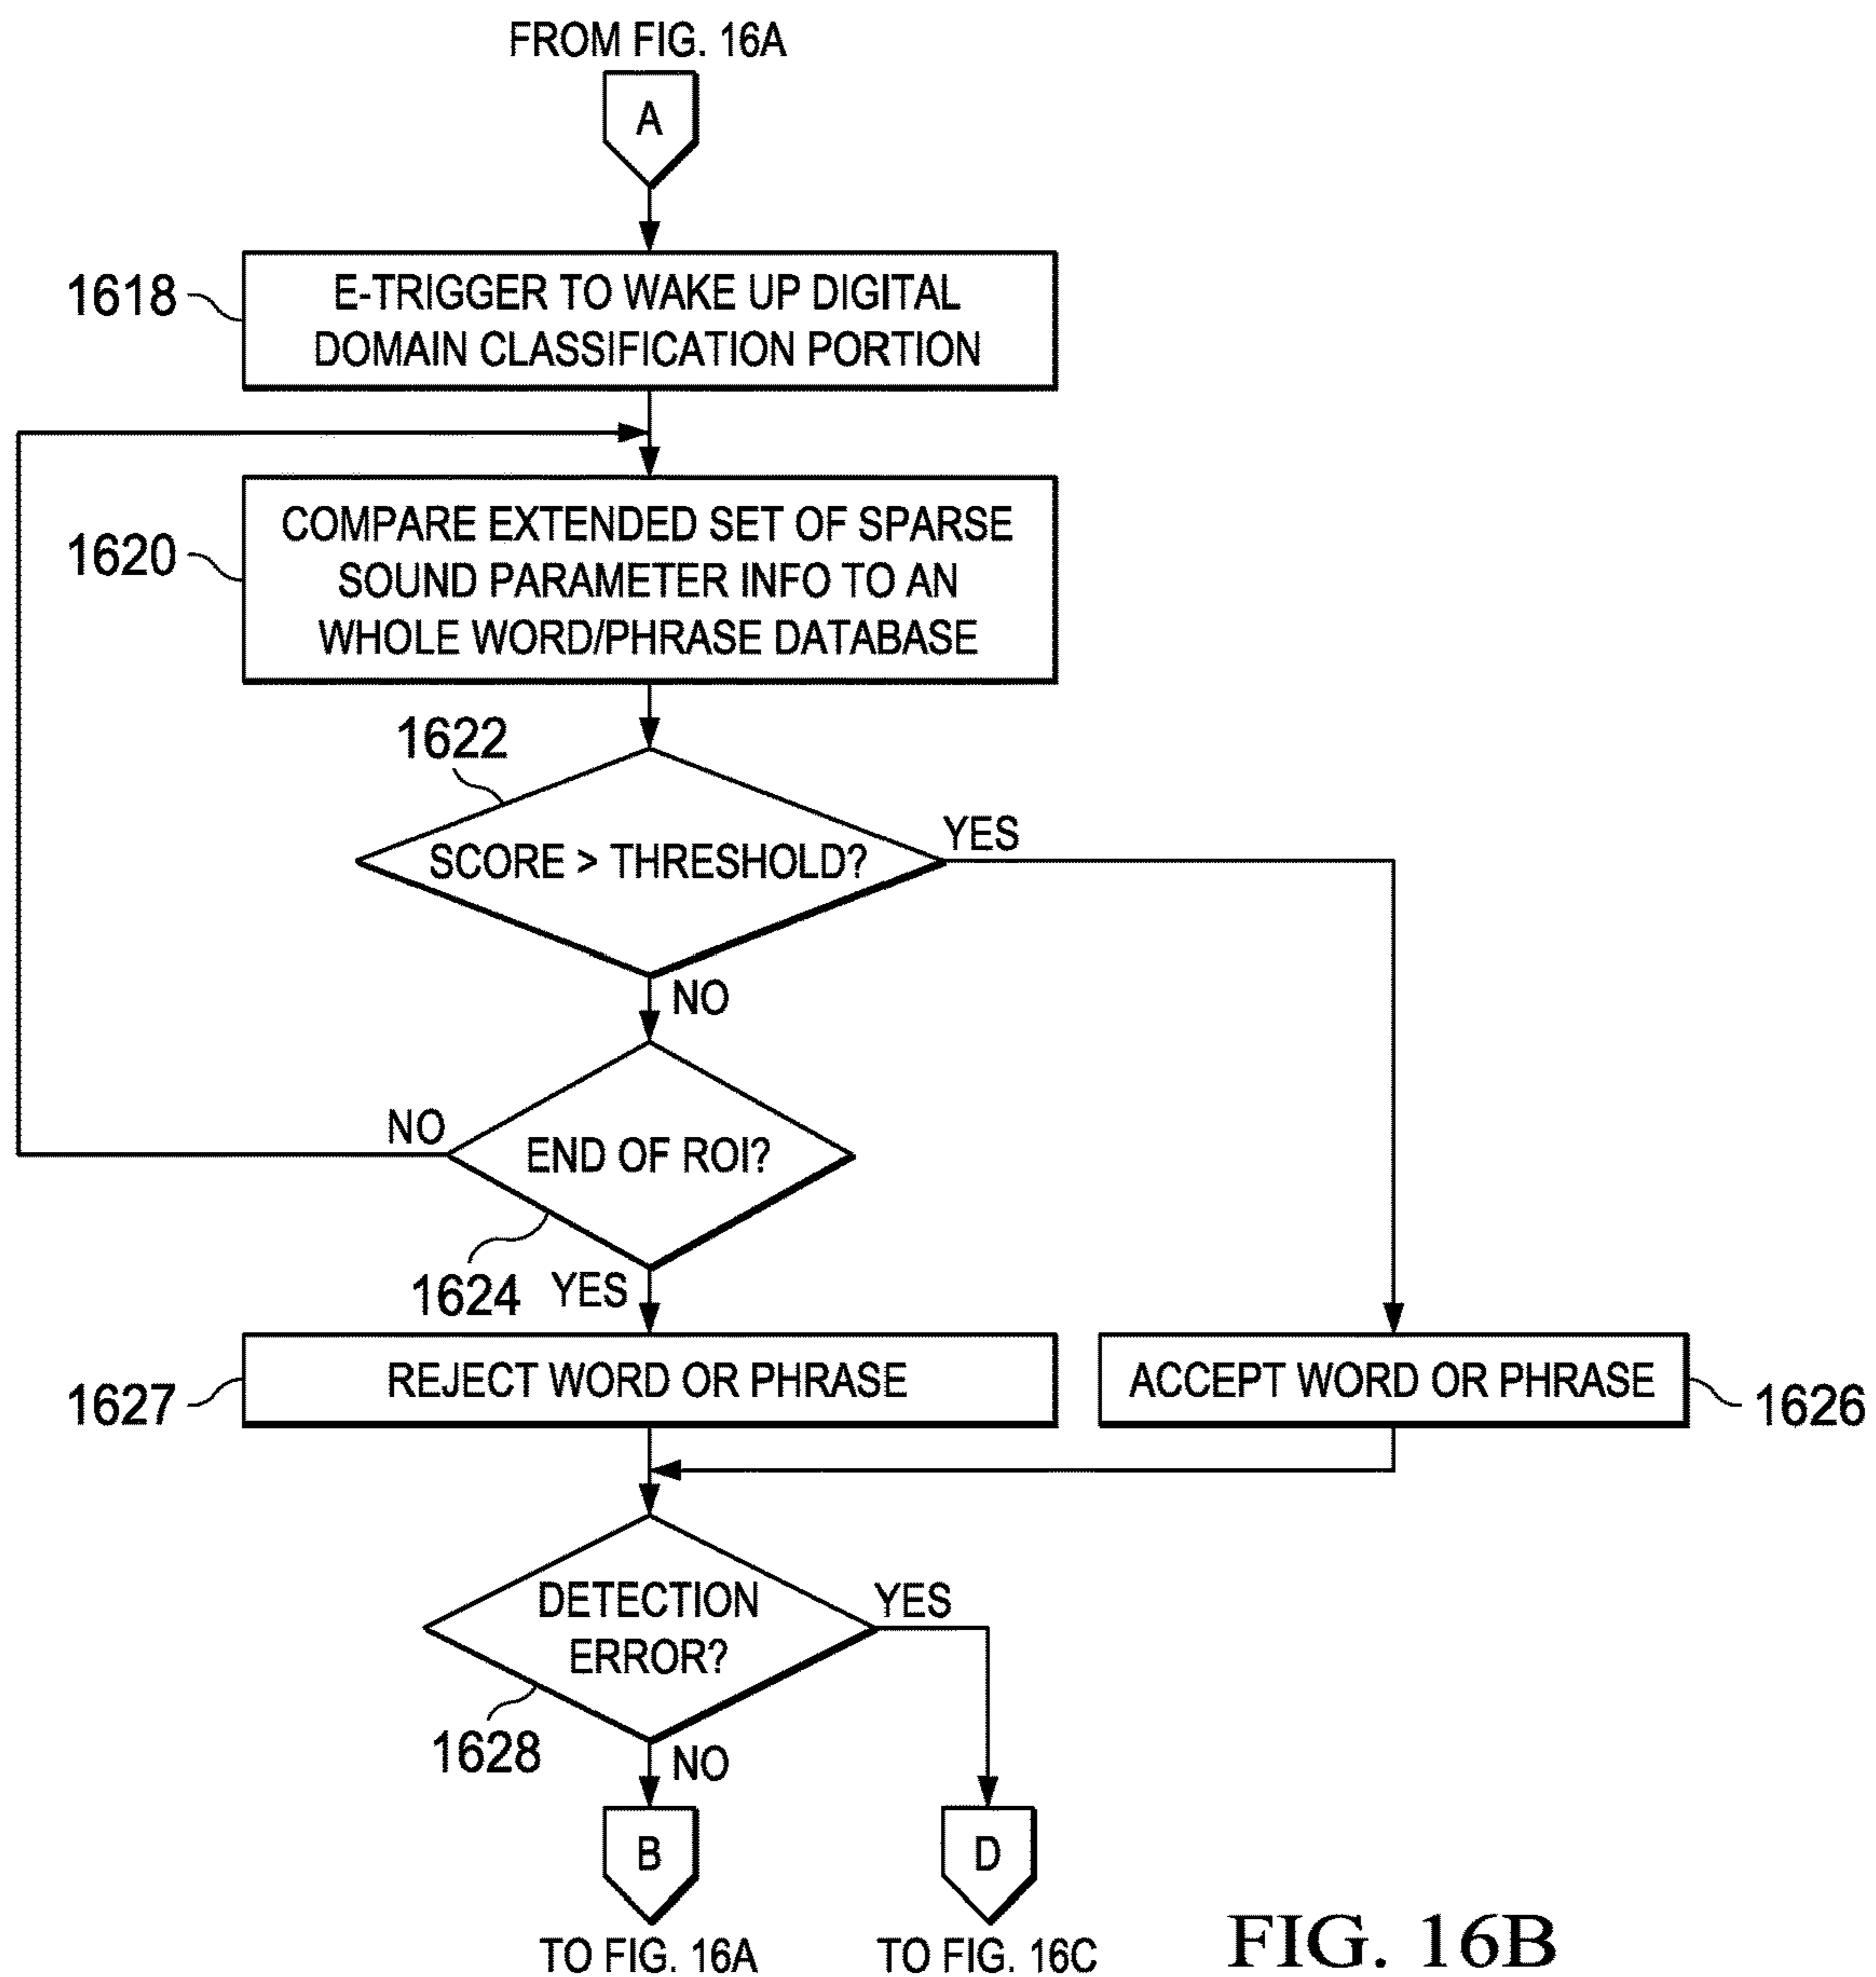 FROM FIG. 16A
A
1618
E-TRIGGER TO WAKE UP DIGITAL
DOMAIN CLASSIFICATION PORTION
1620
COMPARE EXTENDED SET OF SPARSE
SOUND PARAMETER INFO TO AN
WHOLE WORD/PHRASE DATABASE
1622
SCORE > THRESHOLD?
YES
NO
NO
END OF ROI?
1624
YES
1627
REJECT WORD OR PHRASE
ACCEPT WORD OR PHRASE
1626
DETECTION
ERROR?
YES
1628
NO
B
D
TO FIG. 16A
TO FIG. 16C
FIG. 16B